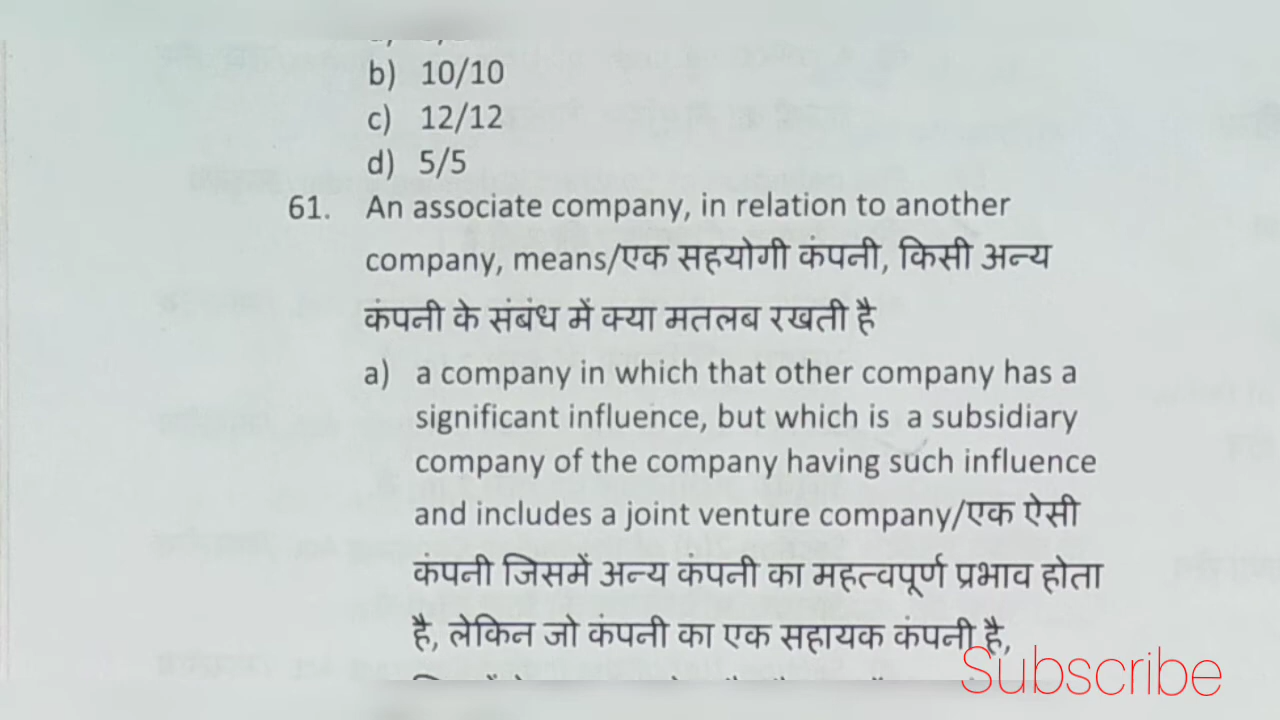 b) 10/10
c) 12/12
d) 5/5
61. An associate company, in relation to another
company, means/एक सहयोगी कंपनी, किसी अन्य
कंपनी के संबंध में क्या मतलब रखती है
a) a company in which that other company has a
significant influence, but which is a subsidiary
company of the company having such influence
and includes a joint venture company/एक ऐसी
कंपनी जिसमें अन्य कंपनी का महत्वपूर्ण प्रभाव होता
है, लेकिन जो कंपनी का एक सहायक कंपनी है,
Subscribe